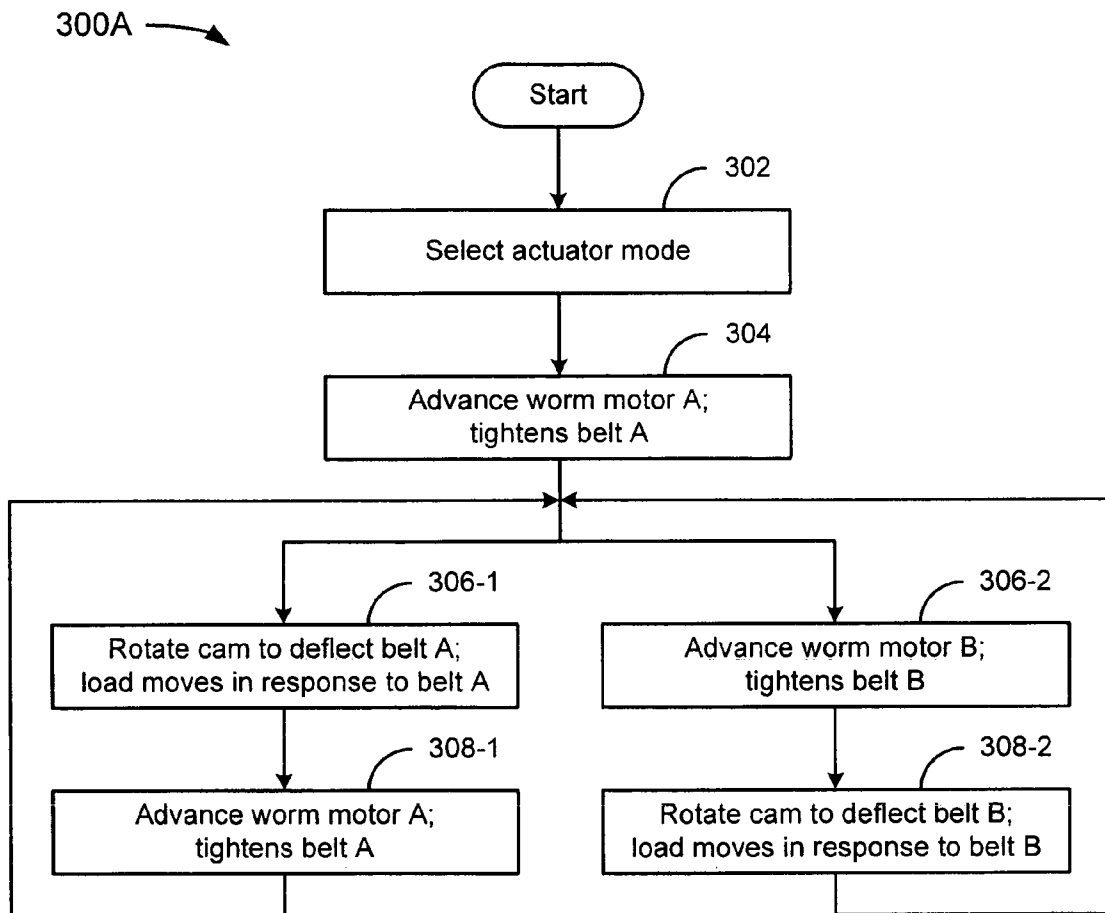 300A
Start
302
Select actuator mode
304
Advance worm motor A;
tightens belt A
306-1
Rotate cam to deflect belt A;
load moves in response to belt A
306-2
Advance worm motor B;
tightens belt B
308-1
Advance worm motor A;
tightens belt A
308-2
Rotate cam to deflect belt B;
load moves in response to belt B